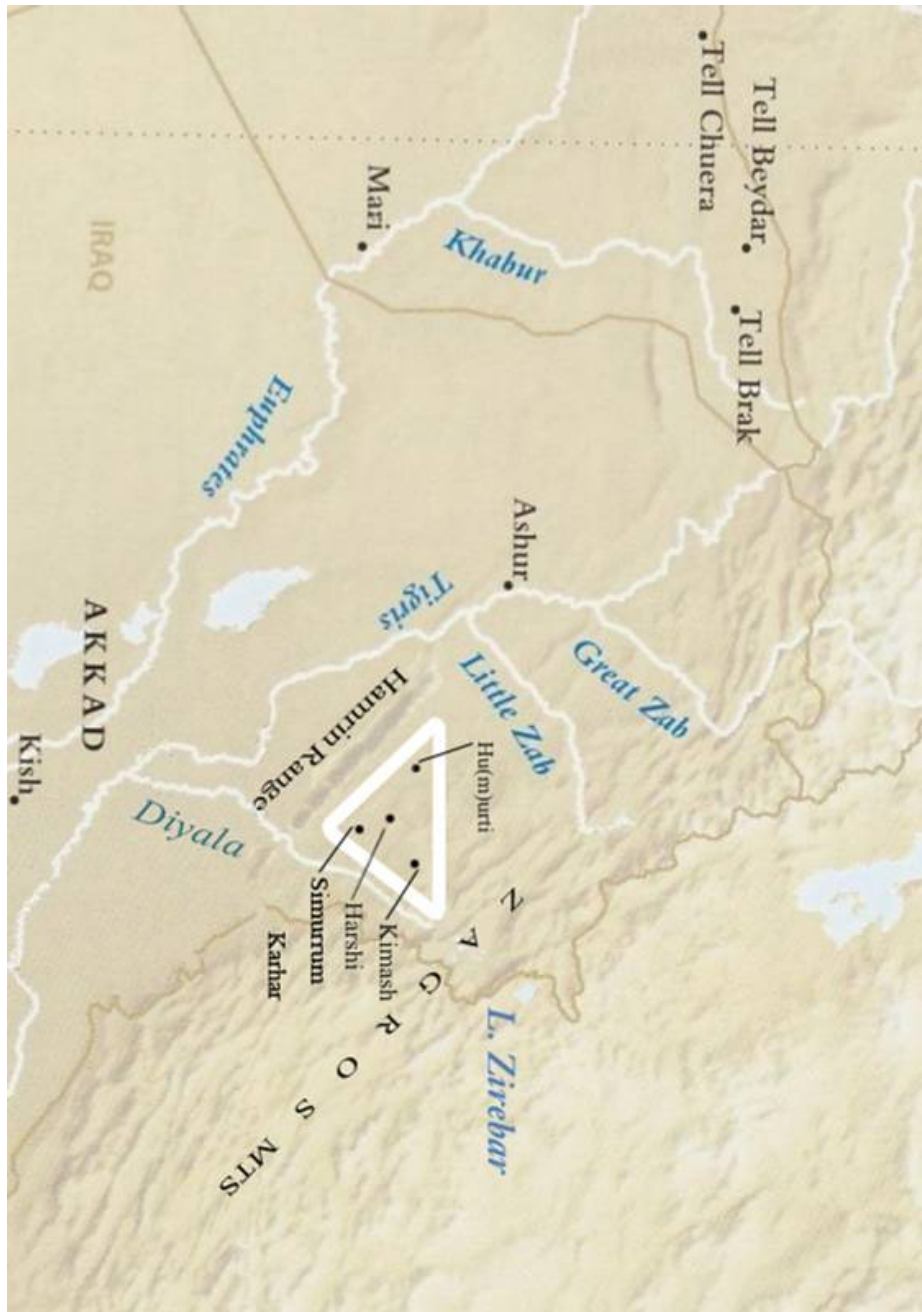 Tell Chuera
Tell Beydar
Tell Brak
Mari
Khabur
IRAQ
Euphrates
Ashur
Tigris
Great Zab
Little Zab
Hamrin Range
Hu(m)urti
AKKAD
Kish
Diyala
Kimash
Harshi
Simurrum
Karhar
ZAGROS MTS
L. Zirebar